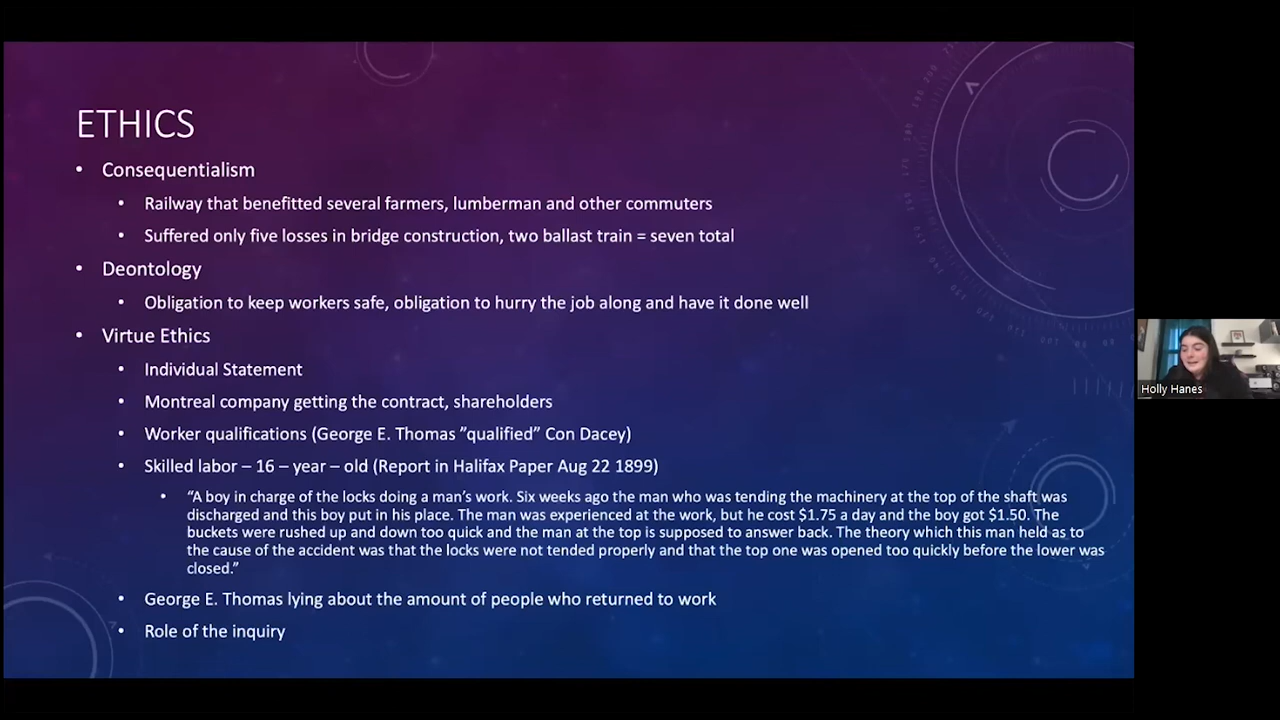 ETHICS
• Consequentialism
• Railway that benefitted several farmers, lumberman and other commuters
• Suffered only five losses in bridge construction, two ballast train = seven total
• Deontology
• Obligation to keep workers safe, obligation to hurry the job along and have it done well
• Virtue Ethics
• Individual Statement
• Montreal company getting the contract, shareholders
• Worker qualifications (George E. Thomas ”qualified” Con Dacey)
• Skilled labor – 16 – year – old (Report in Halifax Paper Aug 22 1899)
• “A boy in charge of the locks doing a man’s work. Six weeks ago the man who was tending the machinery at the top of the shaft was
discharged and this boy put in his place. The man was experienced at the work, but he cost $1.75 a day and the boy got $1.50. The
buckets were rushed up and down too quick and the man at the top is supposed to answer back. The theory which this man held as to
the cause of the accident was that the locks were not tended properly and that the top one was opened too quickly before the lower was
closed.”
• George E. Thomas lying about the amount of people who returned to work
• Role of the inquiry
Holly Hanes